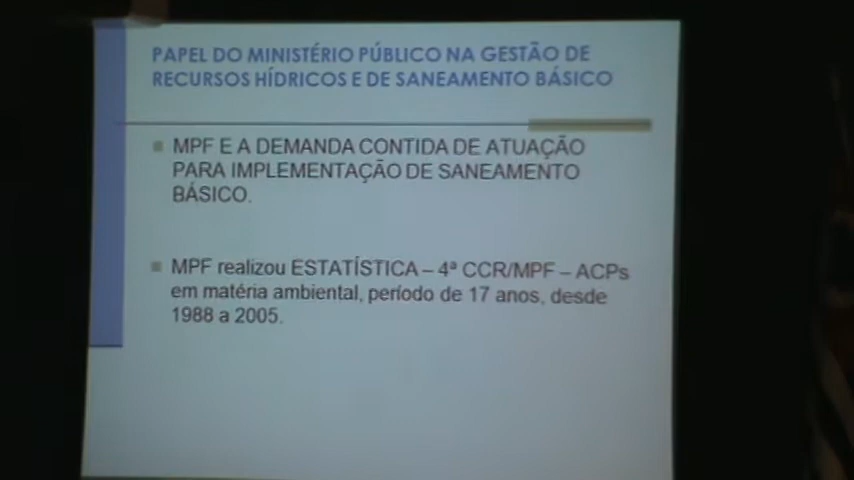 PAPEL DO MINISTÉRIO PÚBLICO NA GESTÃO DE
RECURSOS HÍDRICOS E DE SANEAMENTO BÁSICO
MPF E A DEMANDA CONTIDA DE ATUAÇÃO
PARA IMPLEMENTAÇÃO DE SANEAMENTO
BÁSICO.
MPF realizou ESTATÍSTICA – 4ª CCR/MPF – ACPs
em matéria ambiental, período de 17 anos, desde
1988 a 2005.